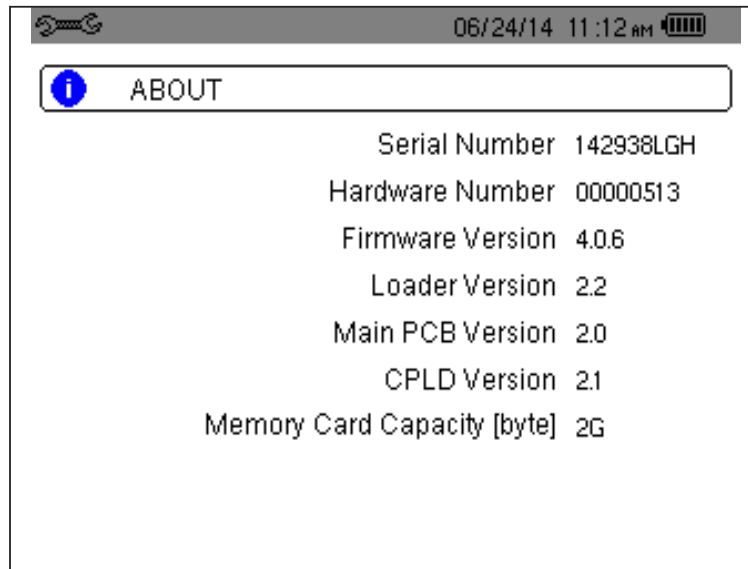 06/24/14 11:12 AM
i ABOUT
Serial Number 142938LGH
Hardware Number 00000513
Firmware Version 4.0.6
Loader Version 2.2
Main PCB Version 2.0
CPLD Version 2.1
Memory Card Capacity [byte] 2G